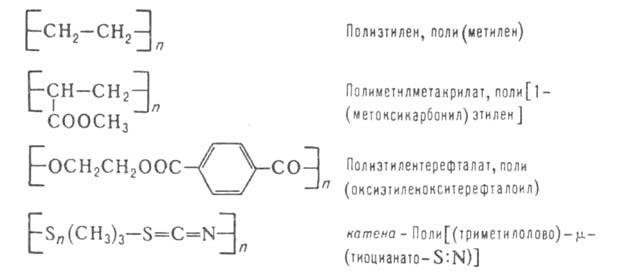 [-CH₂-CH₂-]n Полиэтилен, поли(метилен)
[-CH-CH₂-]n Полиметилметакрилат, поли[1-
COOCH₃ (метоксикарбонил)этилен]
[-OCH₂CH₂OOC- -CO-]n Полиэтилентерефталат, поли
(оксиэтиленокситерефталоил)
[-Sn(CH₃)₃-S=C=N-]n катена-Поли[(триметилолово)-μ-
(тиоцианато-S:N)]